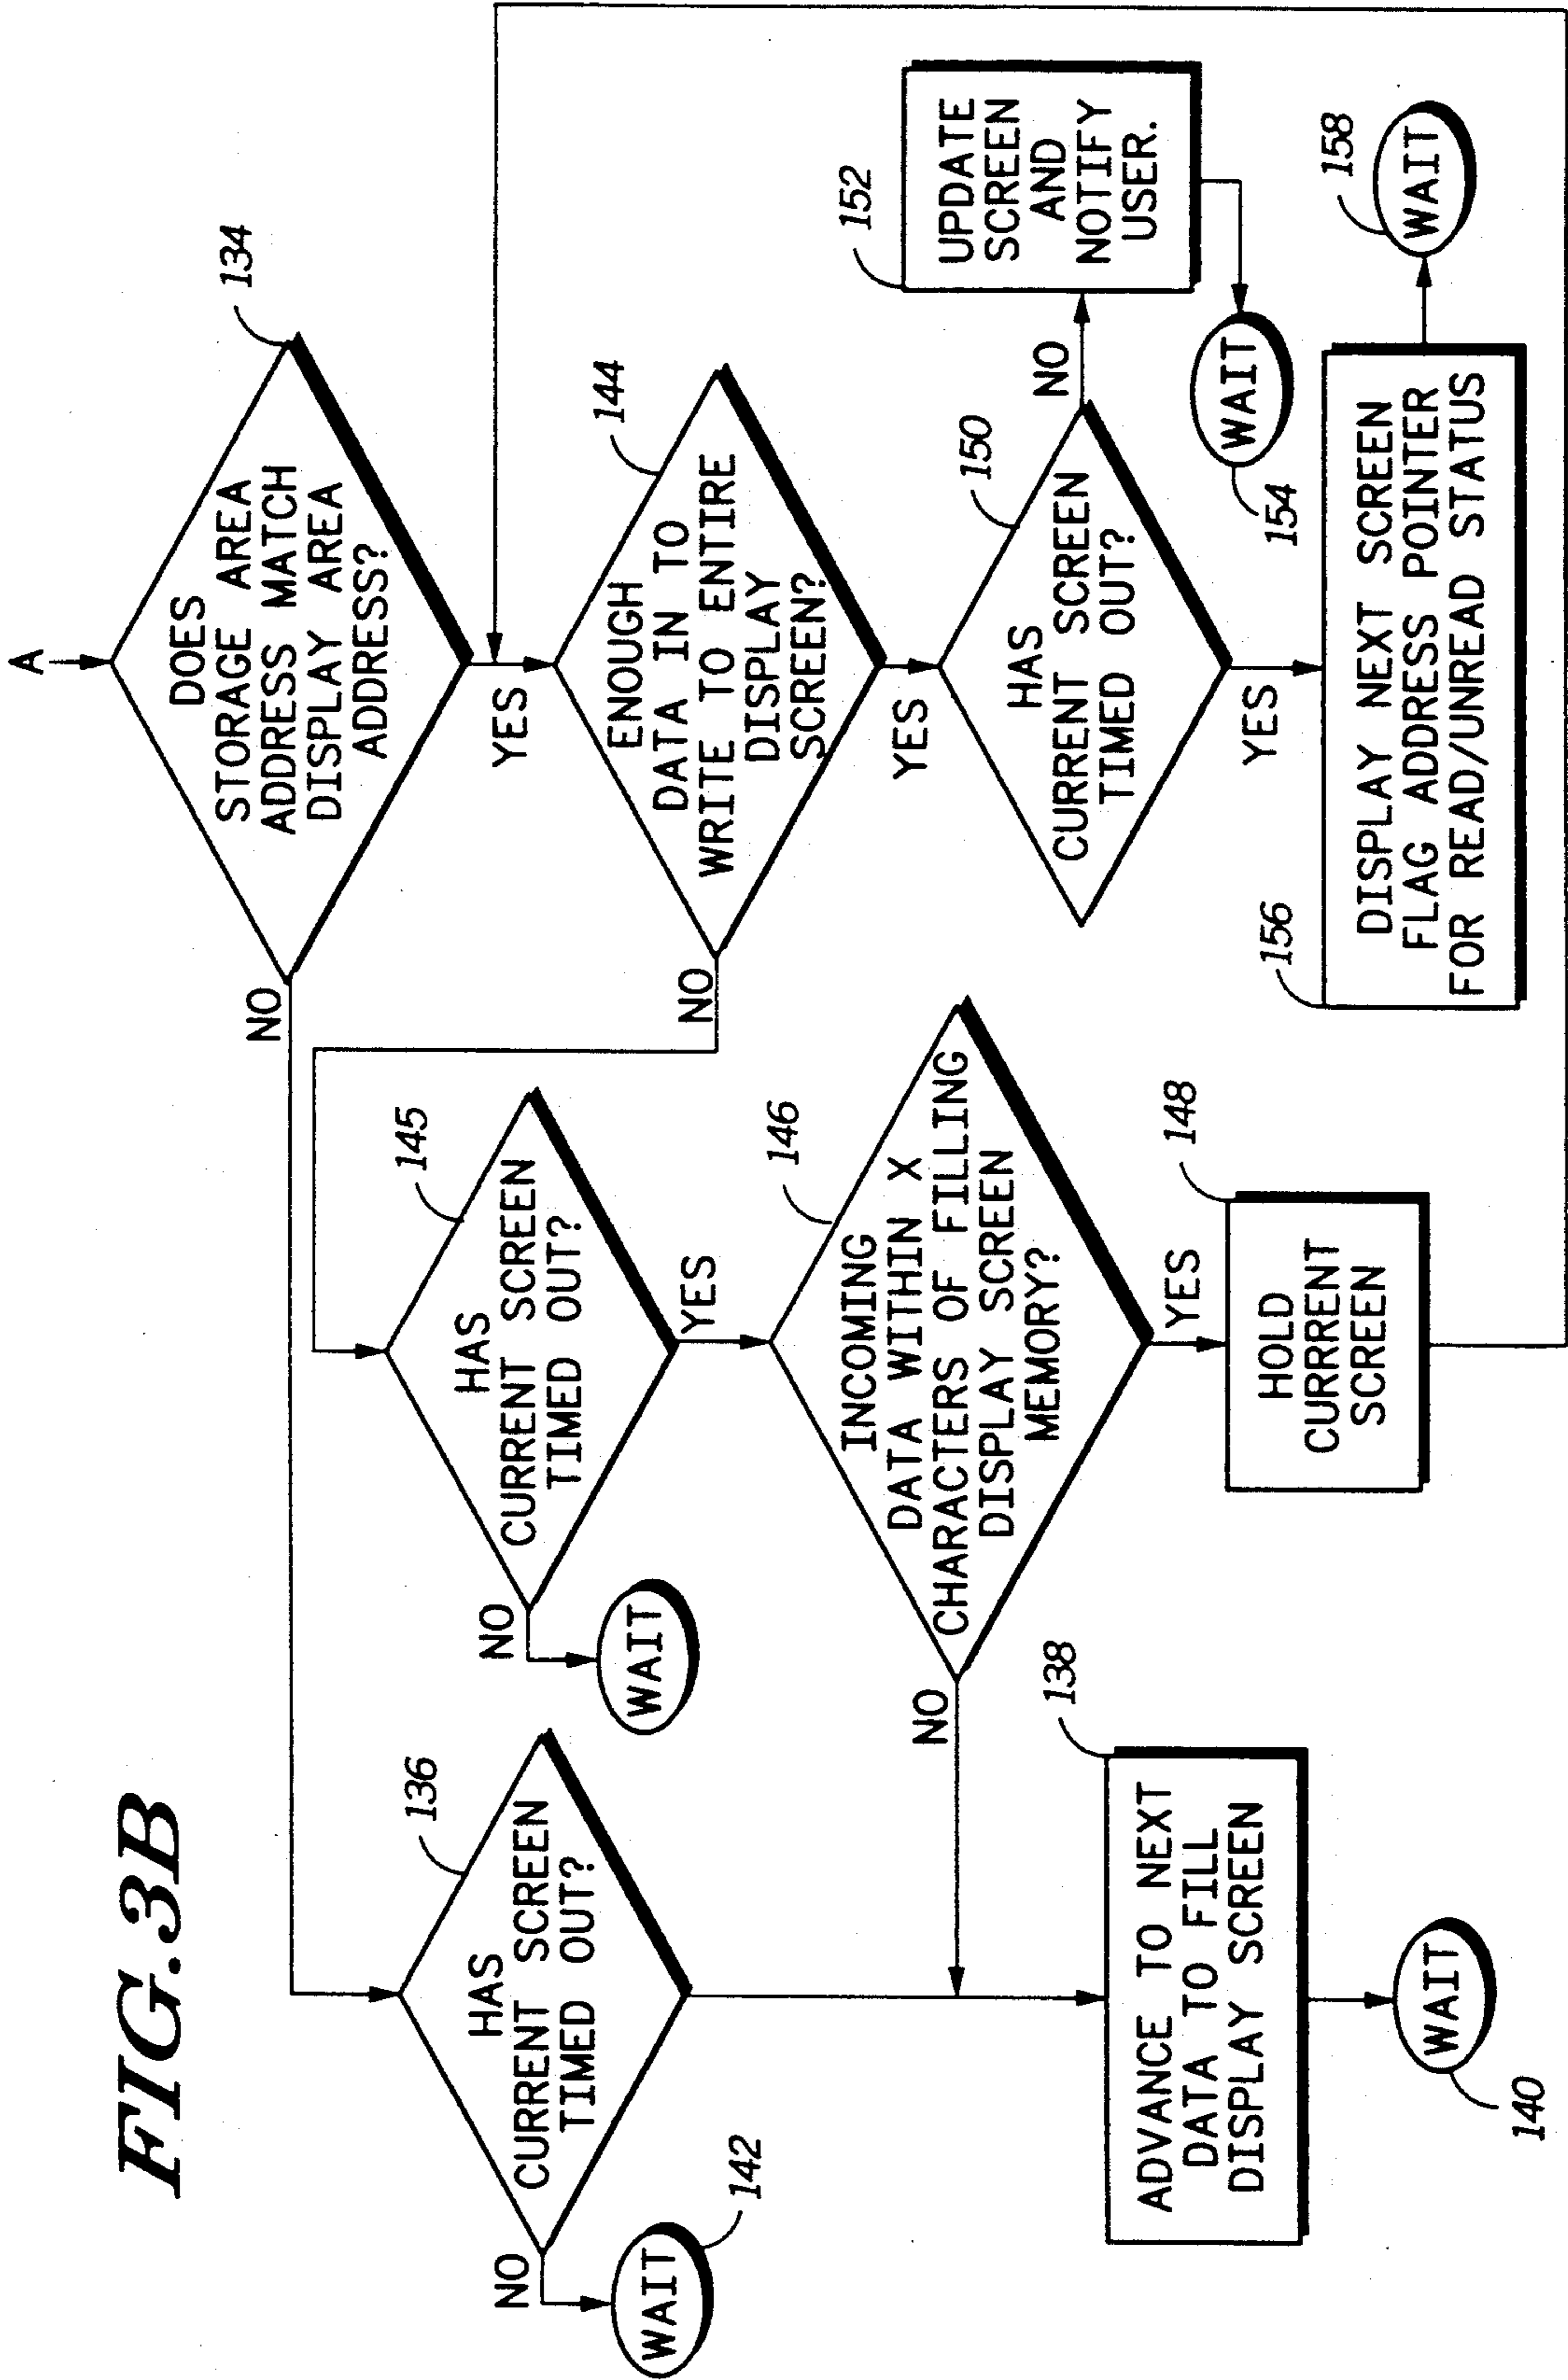 FIG.3B
A
DOES
STORAGE AREA
ADDRESS MATCH
DISPLAY AREA
ADDRESS?
134
NO
YES
HAS
CURRENT SCREEN
TIMED OUT?
136
NO
WAIT
142
HAS
CURRENT SCREEN
TIMED OUT?
145
NO
WAIT
YES
ENOUGH
DATA IN TO
WRITE TO ENTIRE
DISPLAY
SCREEN?
144
NO
YES
INCOMING
DATA WITHIN X
CHARACTERS OF FILLING
DISPLAY SCREEN
MEMORY?
146
NO
YES
HAS
CURRENT SCREEN
TIMED OUT?
150
NO
YES
UPDATE
SCREEN
AND
NOTIFY
USER.
152
WAIT
154
ADVANCE TO NEXT
DATA TO FILL
DISPLAY SCREEN
138
WAIT
140
HOLD
CURRRENT
SCREEN
148
DISPLAY NEXT SCREEN
FLAG ADDRESS POINTER
FOR READ/UNREAD STATUS
156
WAIT
158